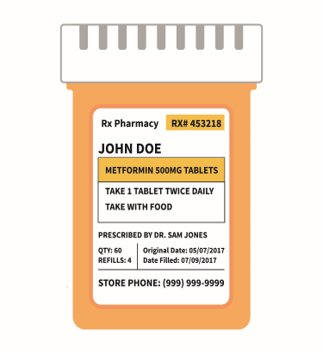 Rx Pharmacy RX# 453218
JOHN DOE
METFORMIN 500MG TABLETS
TAKE 1 TABLET TWICE DAILY
TAKE WITH FOOD
PRESCRIBED BY DR. SAM JONES
QTY: 60 Original Date: 05/07/2017
REFILLS: 4 Date Filled: 07/09/2017
STORE PHONE: (999) 999-9999